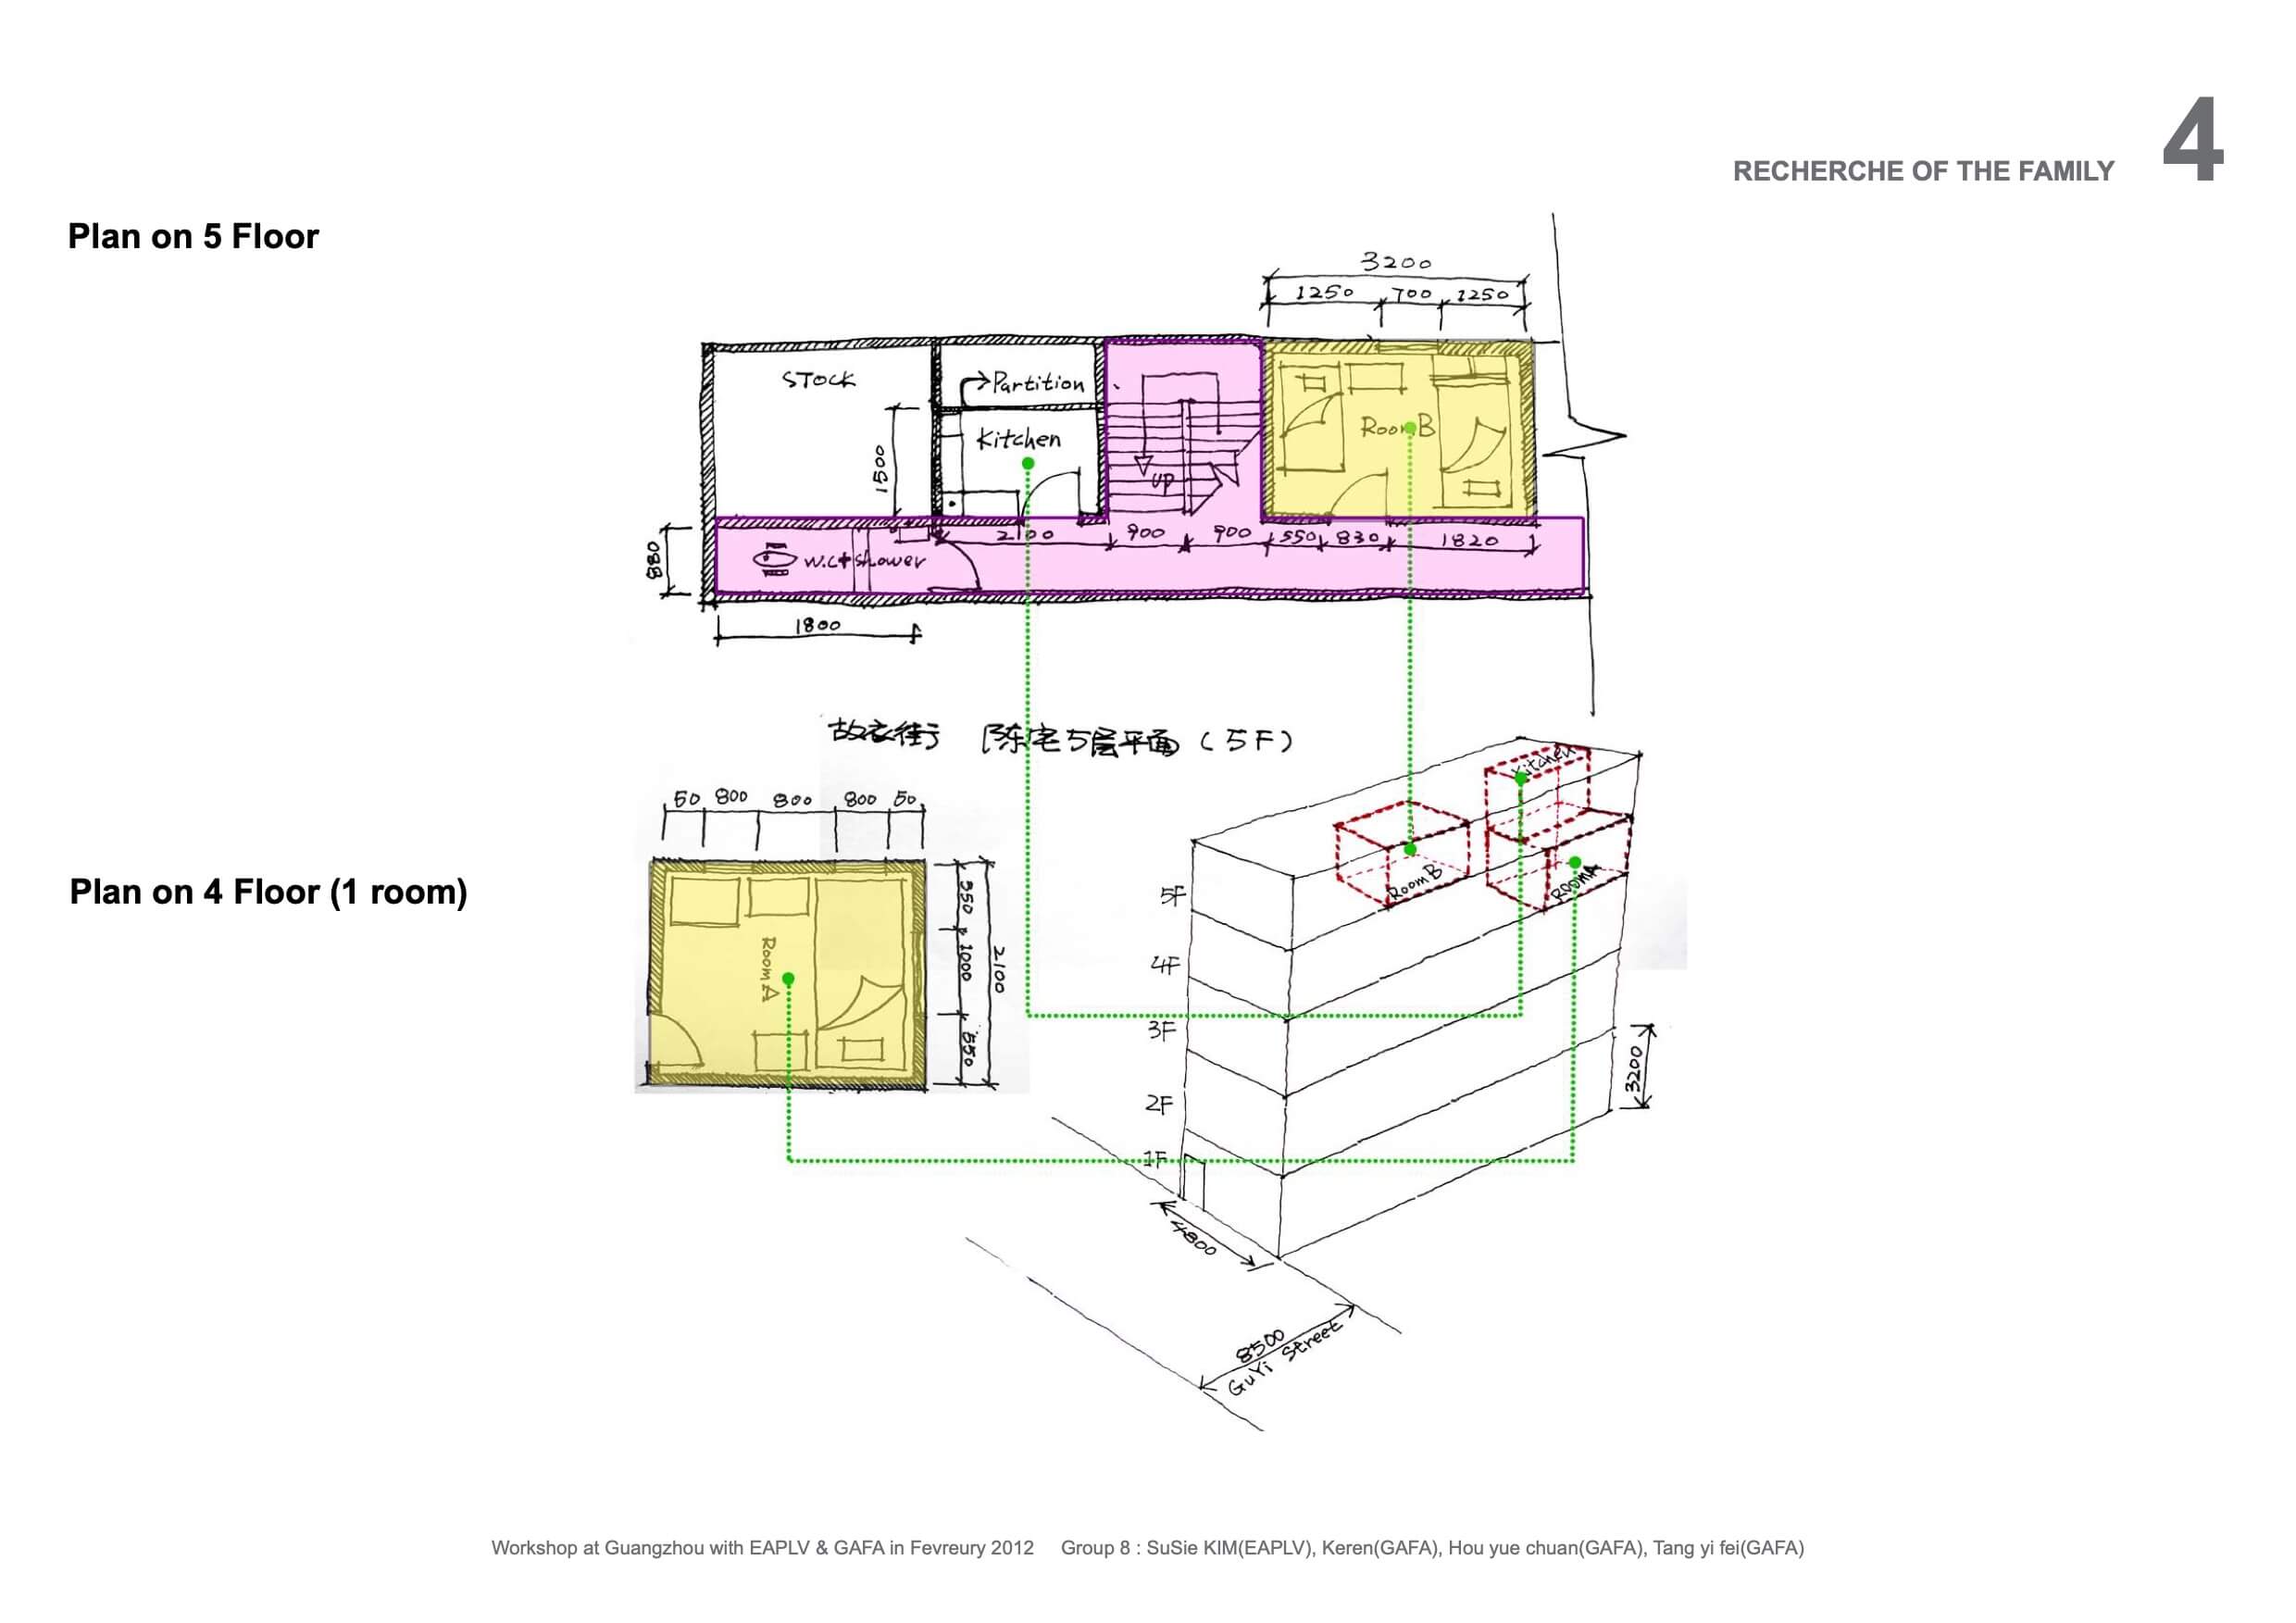 RECHERCHE OF THE FAMILY 4
Plan on 5 Floor
3200
1250 700 1250
STOCK
Partition
Kitchen
Room B
1500
UP
2100 900 900 550 830 1820
880
W.C+shower
1800
故衣街 陈宅5层平面（5F）
Kitchen
50 800 800 800 50
Plan on 4 Floor (1 room)
Room A
550
1000
550
2100
Room B
Room A
5F
4F
3F
2F
1F
3200
4800
8500
GuYi Street
Workshop at Guangzhou with EAPLV & GAFA in Fevreury 2012 Group 8 : SuSie KIM(EAPLV), Keren(GAFA), Hou yue chuan(GAFA), Tang yi fei(GAFA)